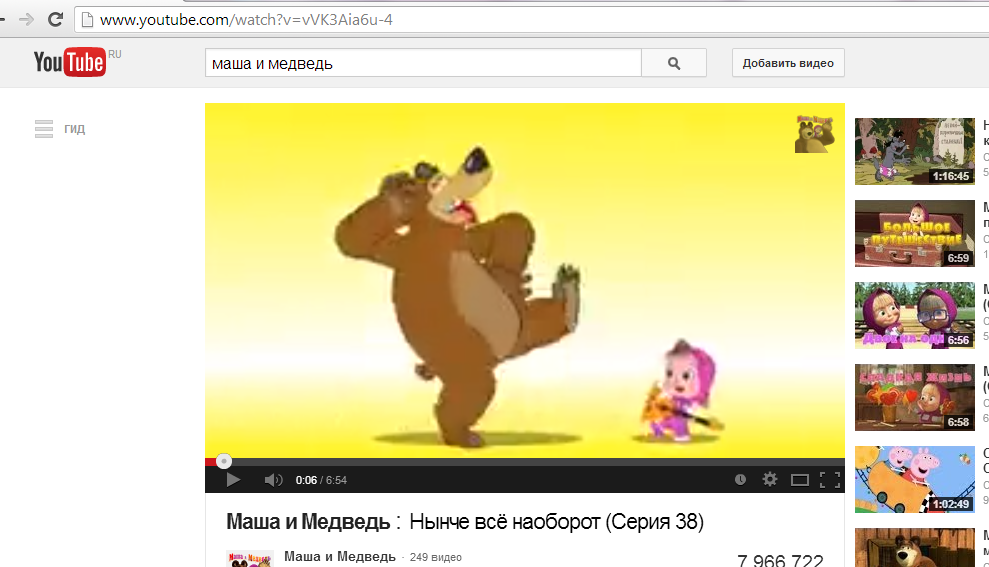 www.youtube.com/watch?v=vVK3Aia6u-4
YouTube RU
маша и медведь
Добавить видео
ГИД
1:16:45
БОЛЬШОЕ
ПУТЕШЕСТВИЕ
6:59
6:56
6:58
1:02:49
0:06 / 6:54
Маша и Медведь : Нынче всё наоборот (Серия 38)
Маша и Медведь · 249 видео
7 966 722